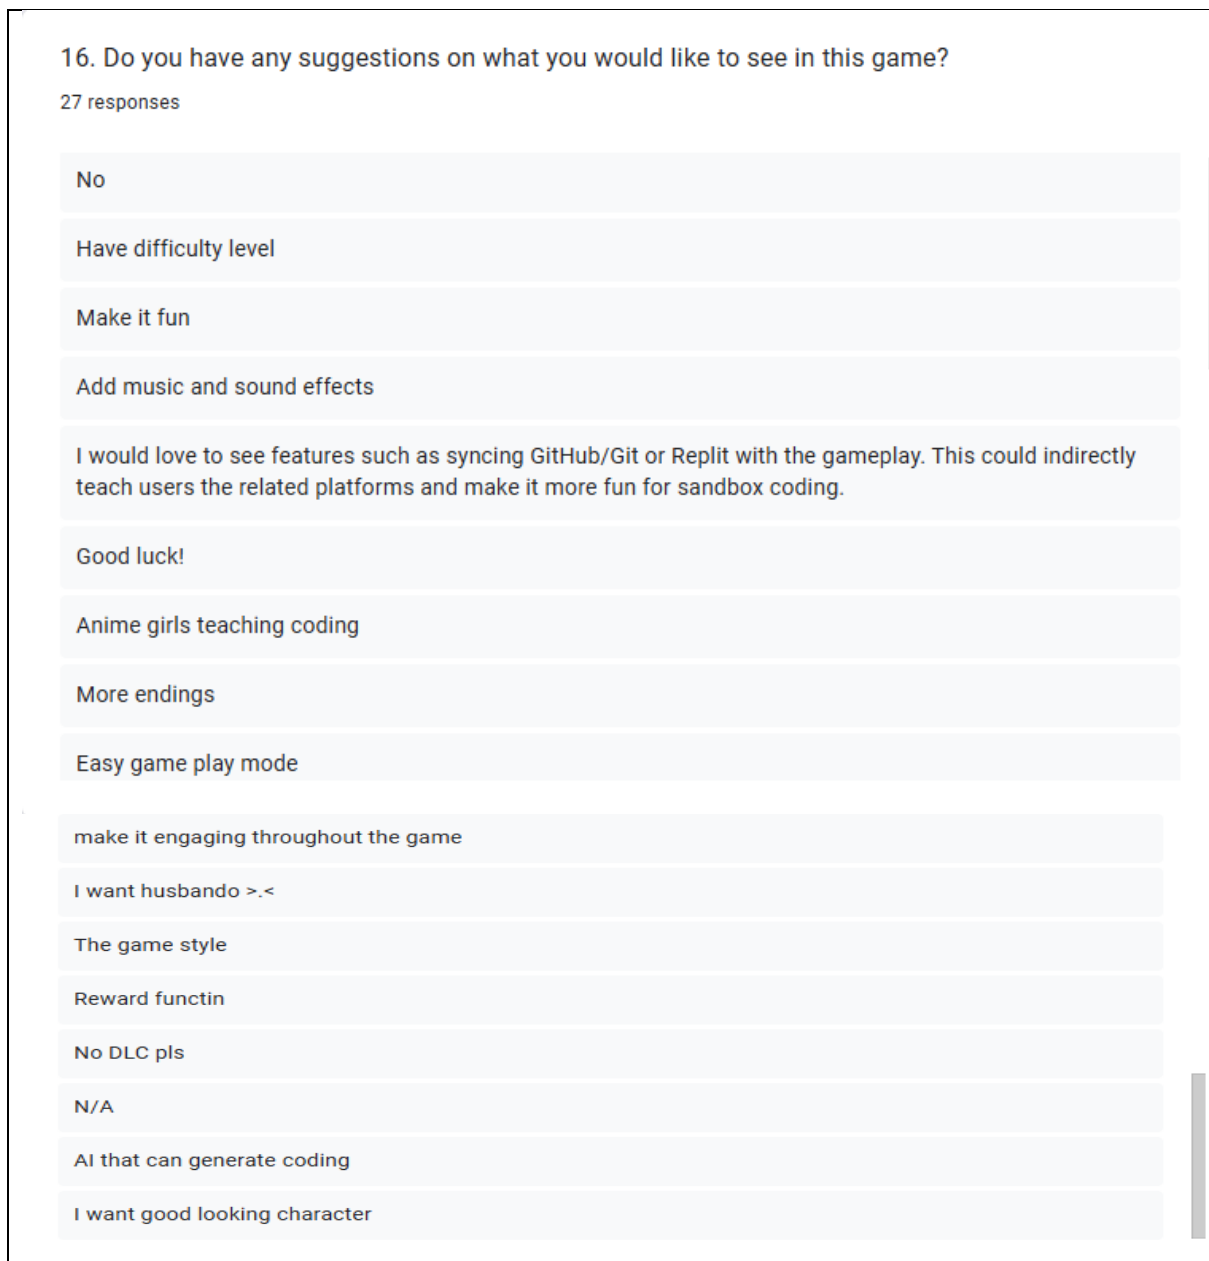 16. Do you have any suggestions on what you would like to see in this game?
27 responses
No
Have difficulty level
Make it fun
Add music and sound effects
I would love to see features such as syncing GitHub/Git or Replit with the gameplay. This could indirectly
teach users the related platforms and make it more fun for sandbox coding.
Good luck!
Anime girls teaching coding
More endings
Easy game play mode
make it engaging throughout the game
I want husbando >.<
The game style
Reward functin
No DLC pls
N/A
AI that can generate coding
I want good looking character